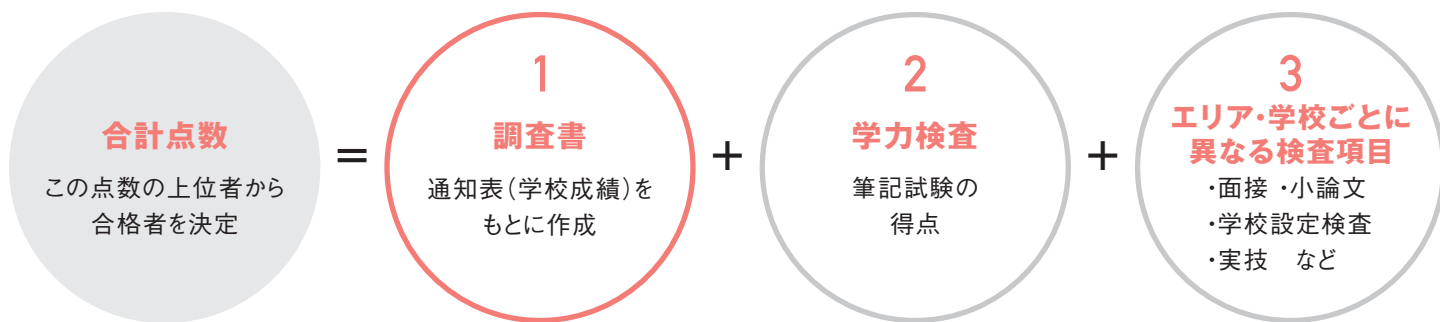 合計点数
この点数の上位者から
合格者を決定
=
1
調査書
通知表(学校成績)を
もとに作成
+
2
学力検査
筆記試験の
得点
+
3
エリア・学校ごとに
異なる検査項目
・面接 ・小論文
・学校設定検査
・実技　など